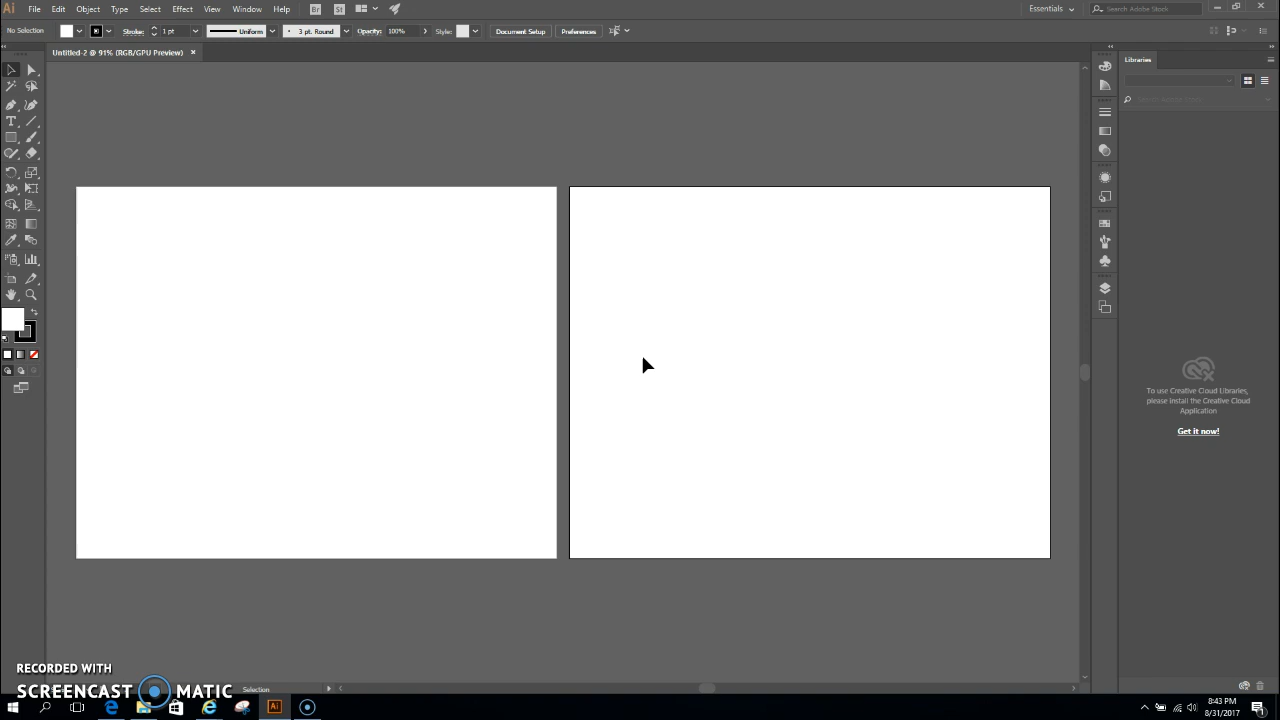 Ai File Edit Object Type Select Effect View Window Help Br St Essentials Search Adobe Stock
No Selection Stroke: 1 pt Uniform 3 pt. Round Opacity: 100% Style: Document Setup Preferences
Untitled-2 @ 91% (RGB/GPU Preview) ×
Libraries
To use Creative Cloud Libraries,
please install the Creative Cloud
Application
Get it now!
RECORDED WITH
SCREENCAST MATIC
Selection
8:43 PM
8/31/2017